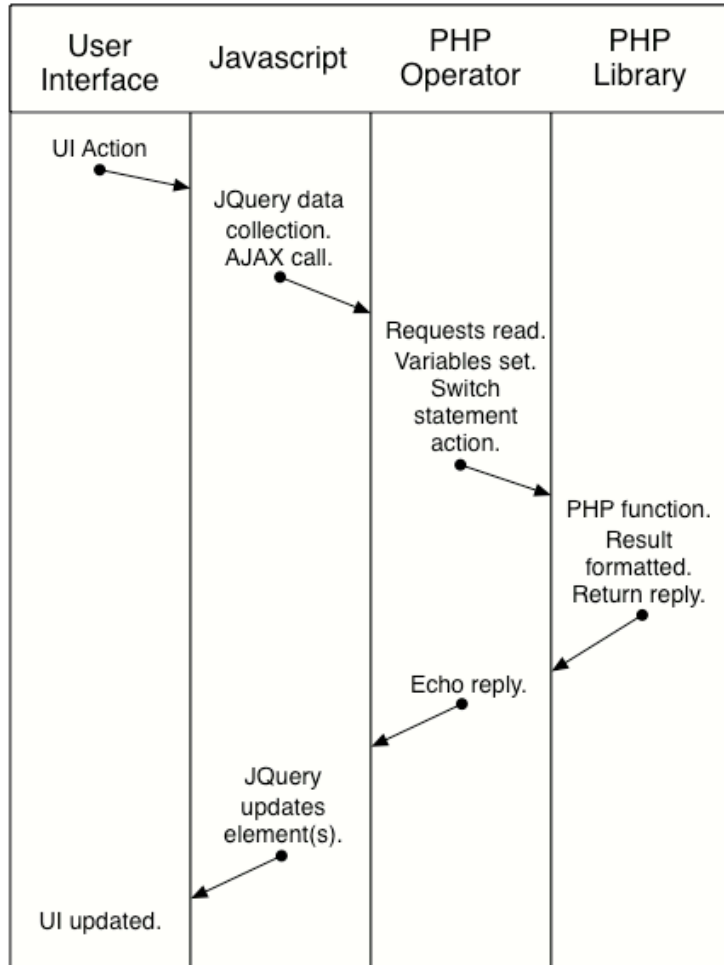 User
Interface
Javascript
PHP
Operator
PHP
Library
UI Action
JQuery data
collection.
AJAX call.
Requests read.
Variables set.
Switch
statement
action.
PHP function.
Result
formatted.
Return reply.
Echo reply.
JQuery
updates
element(s).
UI updated.